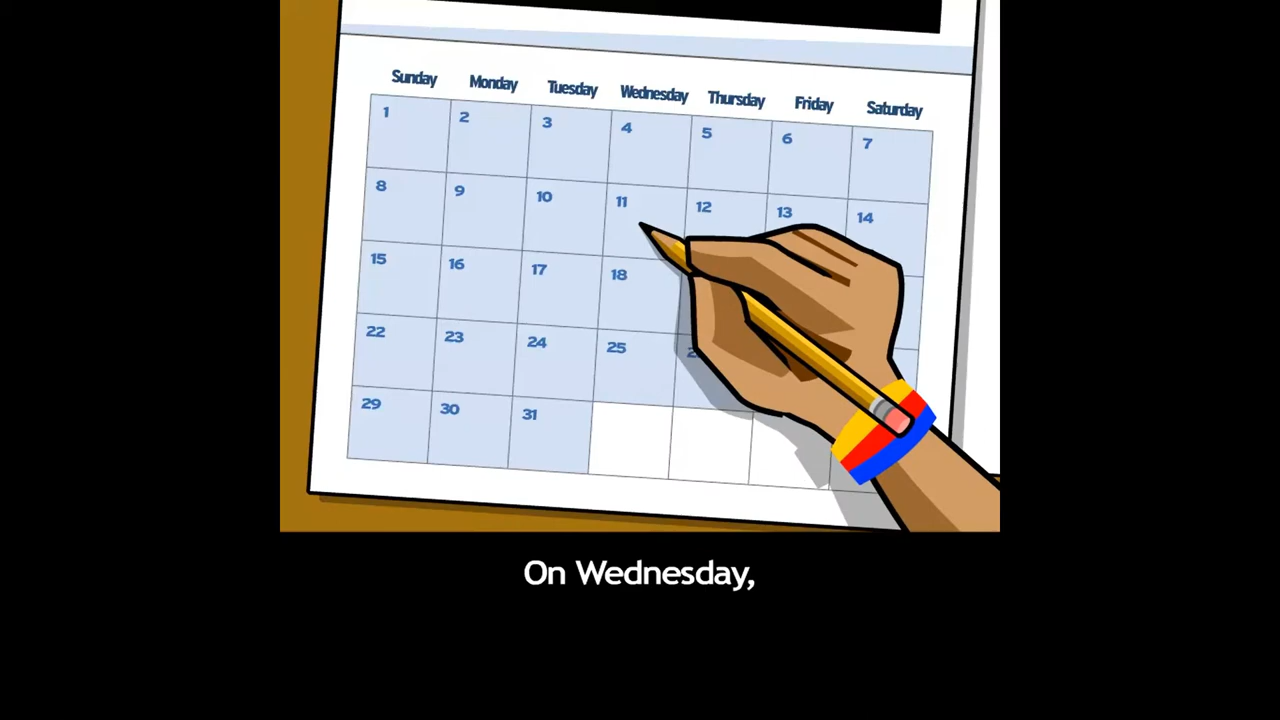 Sunday Monday Tuesday Wednesday Thursday Friday Saturday
1 2 3 4 5 6 7
8 9 10 11 12 13 14
15 16 17 18
22 23 24 25
29 30 31
On Wednesday,